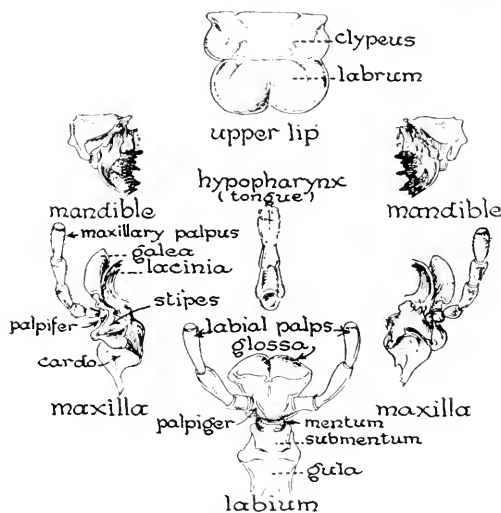 clypeus
labrum
upper lip
hypopharynx
(tongue)
mandible
mandible
maxillary palpus
galea
lacinia
stipes
palpifer
cardo
maxilla
labial palps
glossa
maxilla
palpiger
mentum
submentum
gula
labium